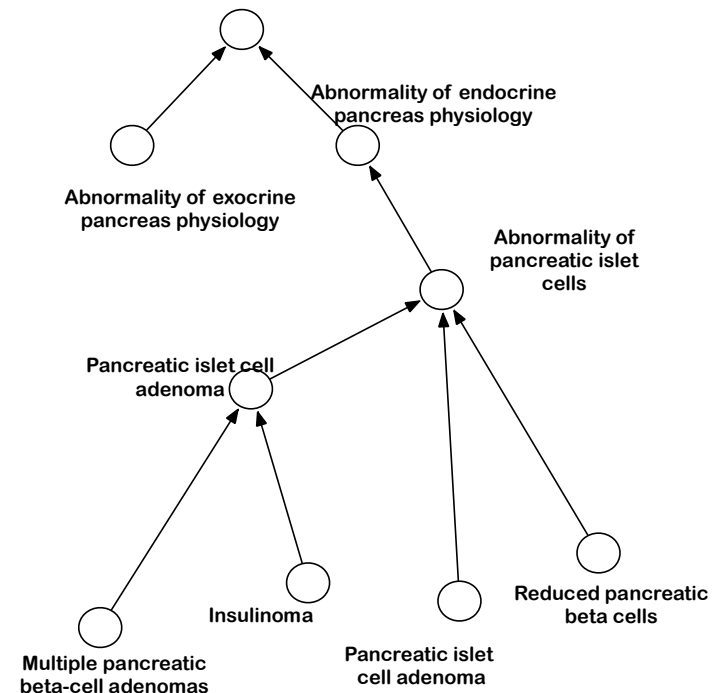 Abnormality of endocrine
pancreas physiology
Abnormality of exocrine
pancreas physiology
Abnormality of
pancreatic islet
cells
Pancreatic islet cell
adenoma
Insulinoma
Reduced pancreatic
beta cells
Pancreatic islet
cell adenoma
Multiple pancreatic
beta-cell adenomas